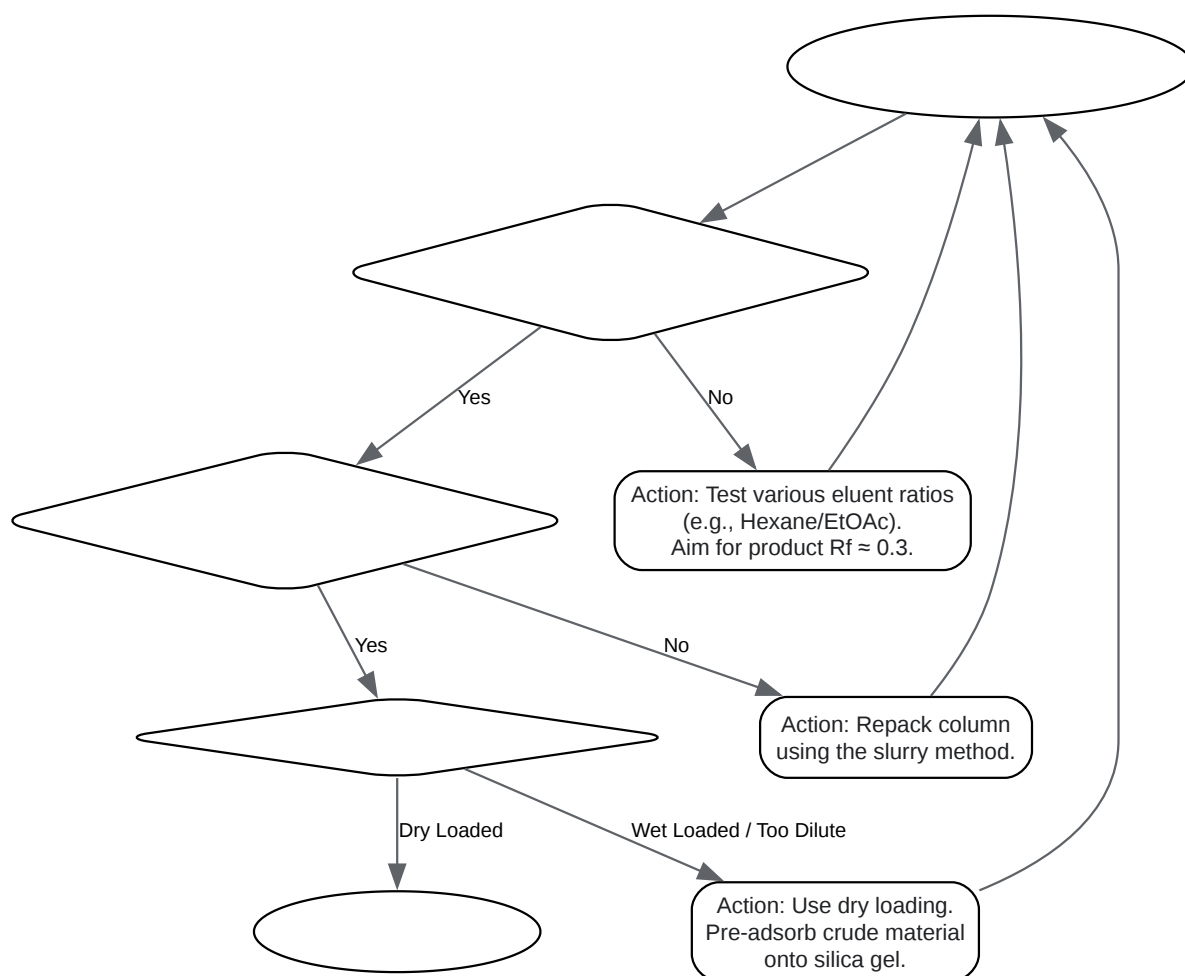 Yes
No
Action: Test various eluent ratios
(e.g., Hexane/EtOAc).
Aim for product Rf ≈ 0.3.
Yes
No
Action: Repack column
using the slurry method.
Dry Loaded
Wet Loaded / Too Dilute
Action: Use dry loading.
Pre-adsorb crude material
onto silica gel.